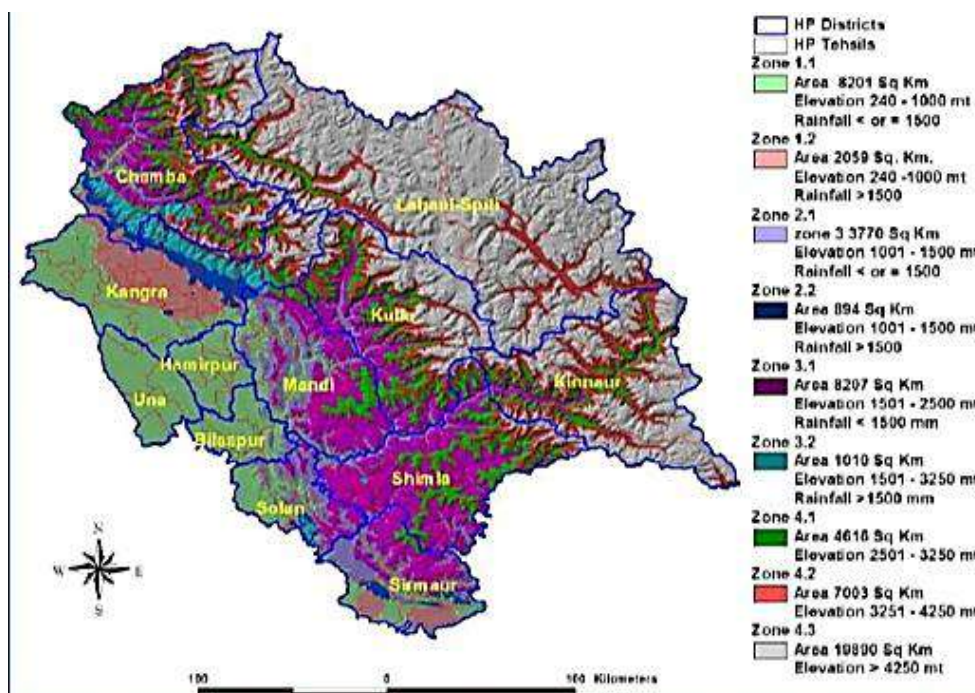 HP Districts
HP Tehsils
Zone 1.1
Area 8201 Sq Km
Elevation 240 - 1000 mt
Rainfall < or = 1500
Zone 1.2
Area 2059 Sq. Km.
Elevation 240 -1000 mt
Rainfall >1500
Zone 2.1
zone 3 3770 Sq Km
Elevation 1001 - 1500 mt
Rainfall < or = 1500
Zone 2.2
Area 894 Sq Km
Elevation 1001 - 1500 mt
Rainfall >1500
Zone 3.1
Area 8207 Sq Km
Elevation 1501 - 2500 mt
Rainfall < 1500 mm
Zone 3.2
Area 1010 Sq Km
Elevation 1501 - 3250 mt
Rainfall >1500 mm
Zone 4.1
Area 4616 Sq Km
Elevation 2501 - 3250 mt
Zone 4.2
Area 7003 Sq Km
Elevation 3251 - 4250 mt
Zone 4.3
Area 19890 Sq Km
Elevation > 4250 mt
Chamba
Lahaul-Spiti
Kangra
Kullu
Hamirpur
Mandi
Kinnaur
Una
Bilaspur
Shimla
Solan
Sirmaur
N
W E
S
100 0 100 Kilometers